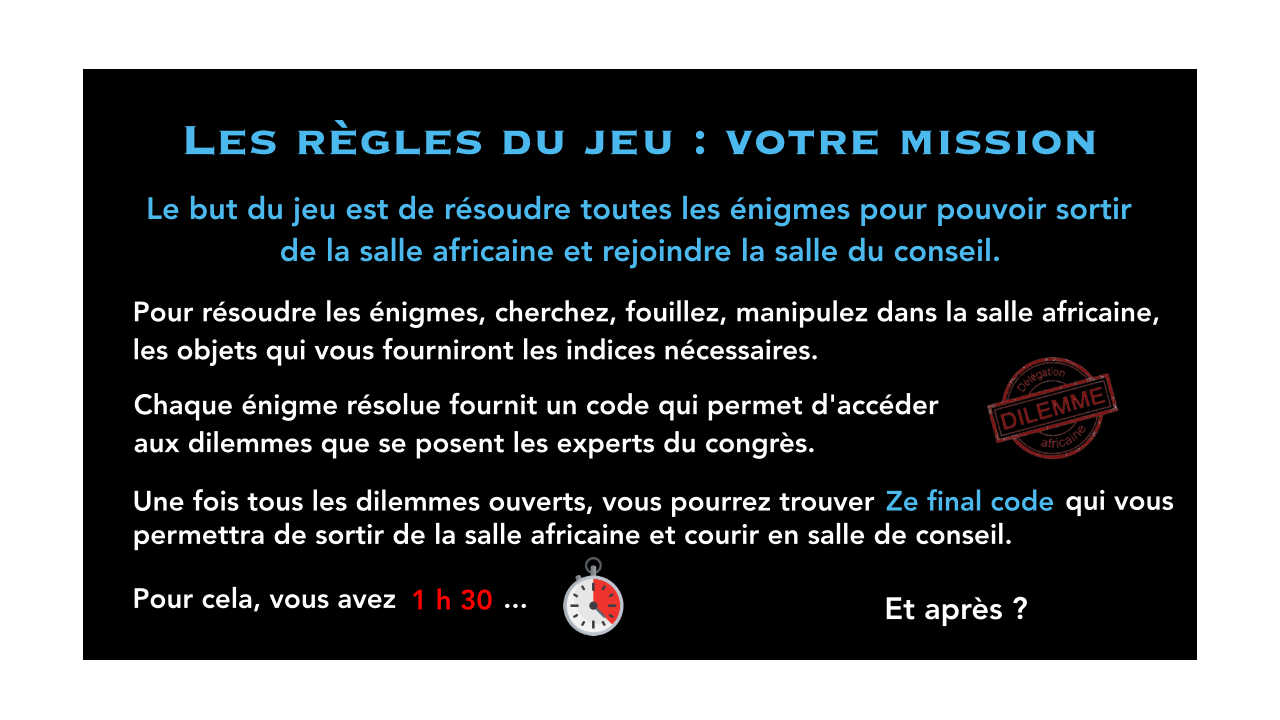 Les règles du jeu : votre mission
Le but du jeu est de résoudre toutes les énigmes pour pouvoir sortir
de la salle africaine et rejoindre la salle du conseil.
Pour résoudre les énigmes, cherchez, fouillez, manipulez dans la salle africaine,
les objets qui vous fourniront les indices nécessaires.
Chaque énigme résolue fournit un code qui permet d'accéder
aux dilemmes que se posent les experts du congrès.
Délégation
DILEMME
africaine
Une fois tous les dilemmes ouverts, vous pourrez trouver Ze final code qui vous
permettra de sortir de la salle africaine et courir en salle de conseil.
Pour cela, vous avez 1 h 30 ...
Et après ?